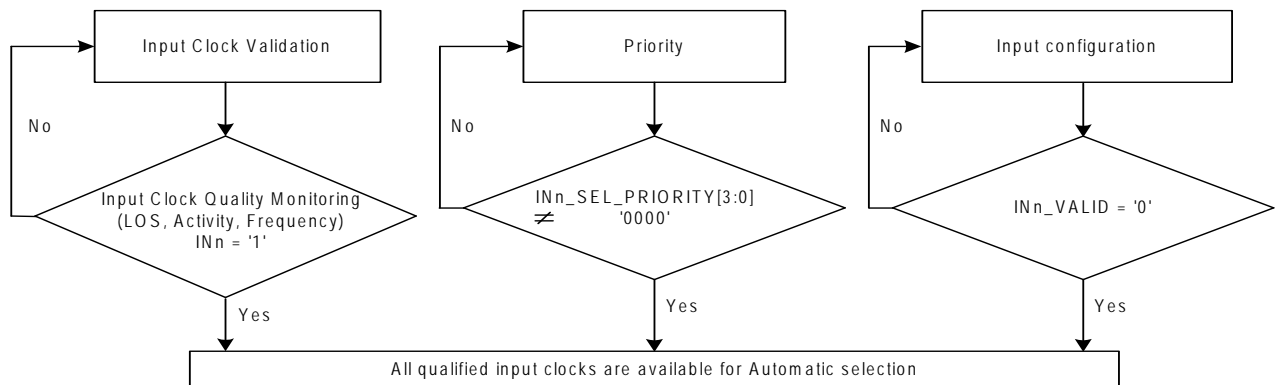 Input Clock Validation
Priority
Input configuration
No
No
No
Input Clock Quality Monitoring
(LOS, Activity, Frequency)
INn = '1'
INn_SEL_PRIORITY[3:0]
≠ '0000'
INn_VALID = '0'
Yes
Yes
Yes
All qualified input clocks are available for Automatic selection